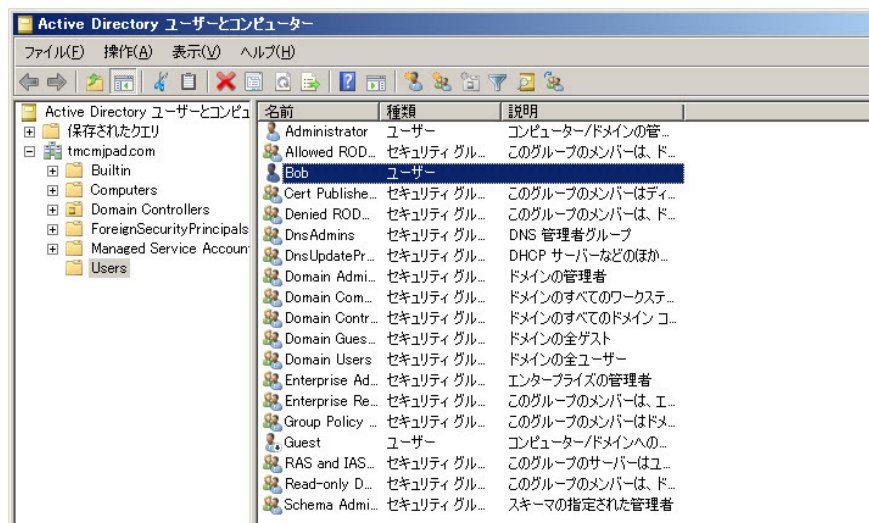 Active Directory ユーザーとコンピューター
ファイル(F) 操作(A) 表示(V) ヘルプ(H)
Active Directory ユーザーとコンピュ
保存されたクエリ
tmcmjpad.com
Builtin
Computers
Domain Controllers
ForeignSecurityPrincipals
Managed Service Accoun
Users
名前 種類 説明
Administrator ユーザー コンピューター/ドメインの管...
Allowed ROD... セキュリティ グル... このグループのメンバーは、ド...
Bob ユーザー
Cert Publishe... セキュリティ グル... このグループのメンバーはディ...
Denied ROD... セキュリティ グル... このグループのメンバーは、ド...
DnsAdmins セキュリティ グル... DNS 管理者グループ
DnsUpdatePr... セキュリティ グル... DHCP サーバーなどのほか...
Domain Admi... セキュリティ グル... ドメインの管理者
Domain Com... セキュリティ グル... ドメインのすべてのワークステ...
Domain Contr... セキュリティ グル... ドメインのすべてのドメイン コ...
Domain Gues... セキュリティ グル... ドメインの全ゲスト
Domain Users セキュリティ グル... ドメインの全ユーザー
Enterprise Ad... セキュリティ グル... エンタープライズの管理者
Enterprise Re... セキュリティ グル... このグループのメンバーは、エ...
Group Policy ... セキュリティ グル... このグループのメンバーはドメ...
Guest ユーザー コンピューター/ドメインへの...
RAS and IAS... セキュリティ グル... このグループのサーバーはユ...
Read-only D... セキュリティ グル... このグループのメンバーは、ド...
Schema Admi... セキュリティ グル... スキーマの指定された管理者